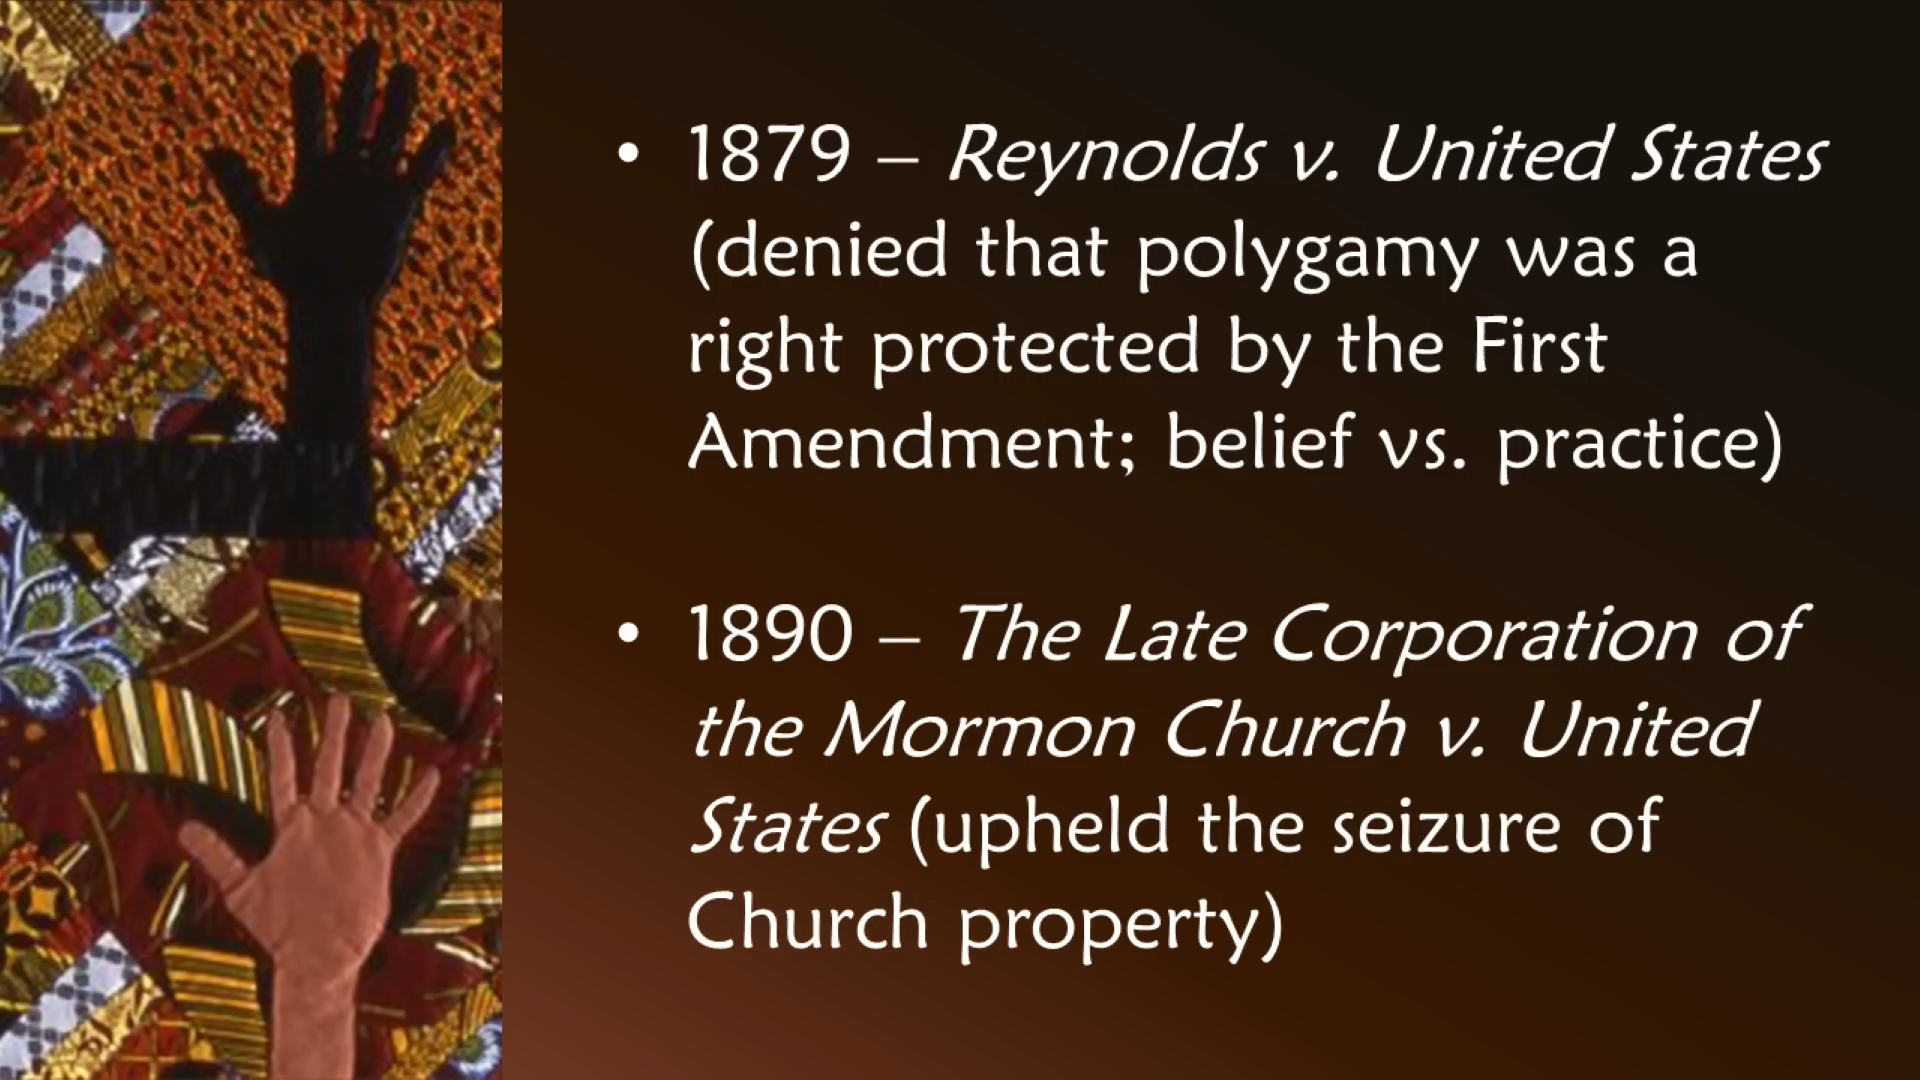 • 1879 – Reynolds v. United States
(denied that polygamy was a
right protected by the First
Amendment; belief vs. practice)
• 1890 – The Late Corporation of
the Mormon Church v. United
States (upheld the seizure of
Church property)